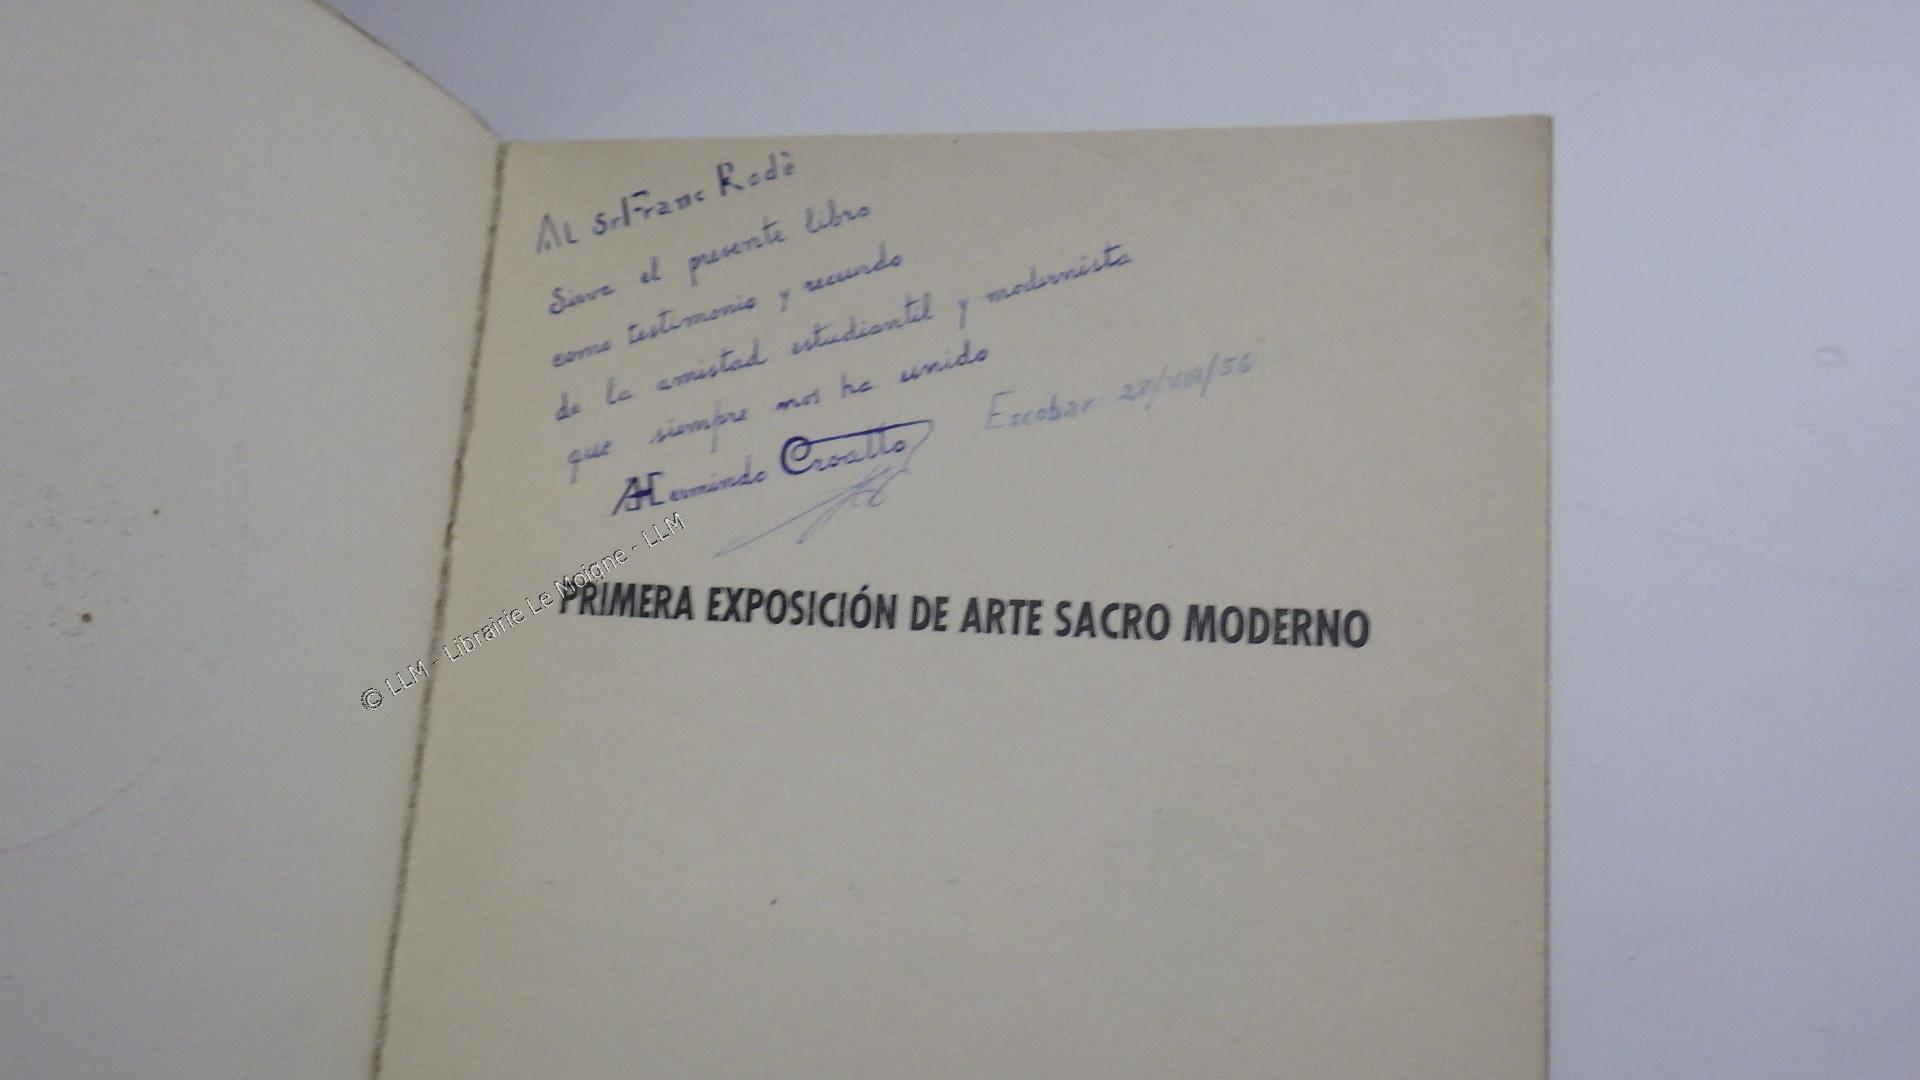 AL Sr Franc Rodè
Sirva el presente libro
como testimonio y recuerdo
de la amistad estudiantil y modernista
que siempre nos ha unido
Hermindo Croatto
Escobar 27/VIII/56
PRIMERA EXPOSICIÓN DE ARTE SACRO MODERNO
© LLM - Librairie Le Moigne - LLM